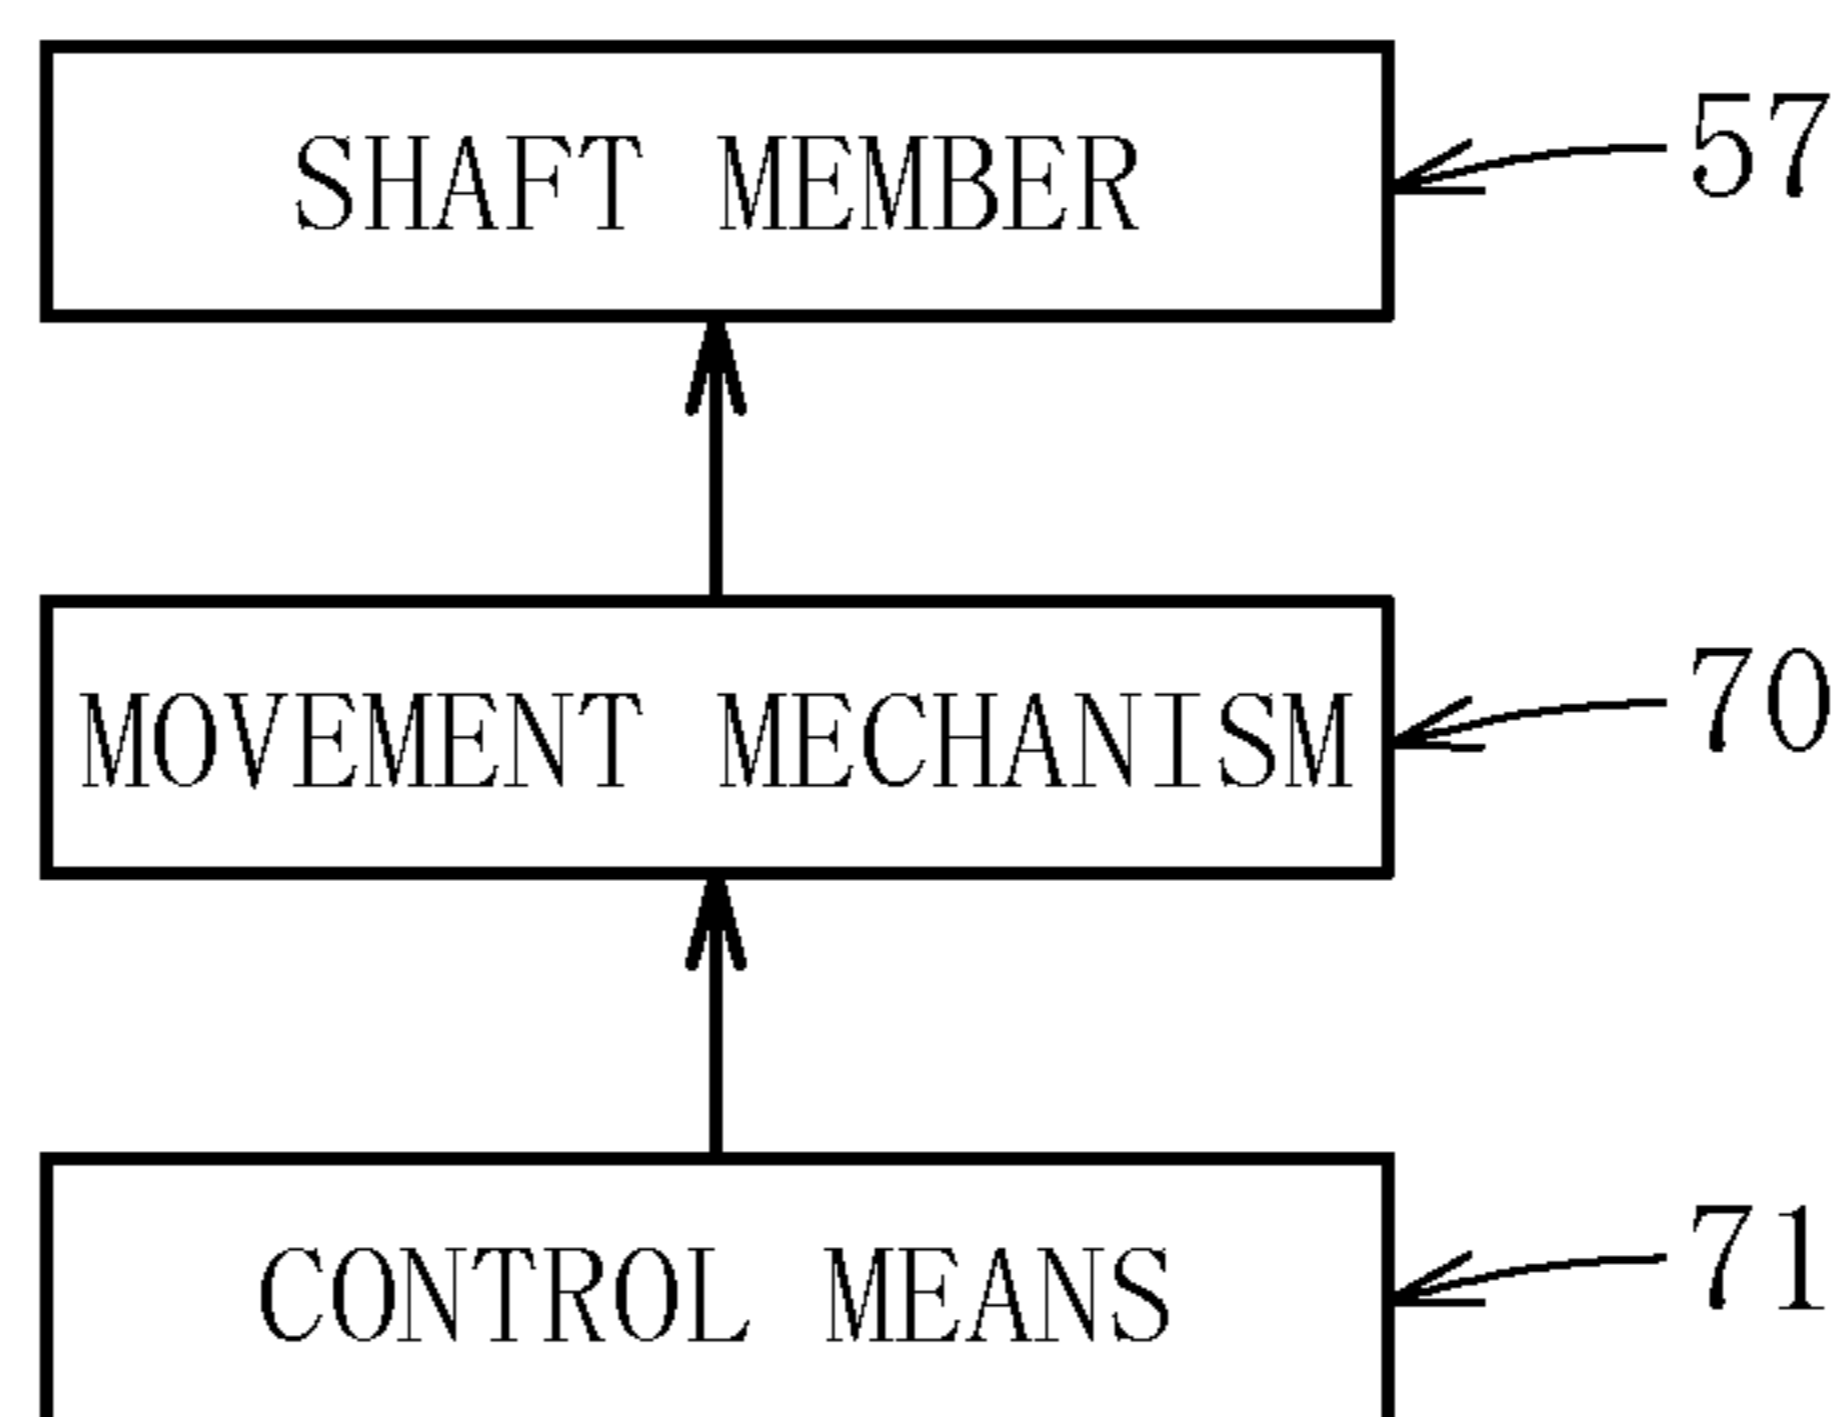 SHAFT MEMBER
57
MOVEMENT MECHANISM
70
CONTROL MEANS
71